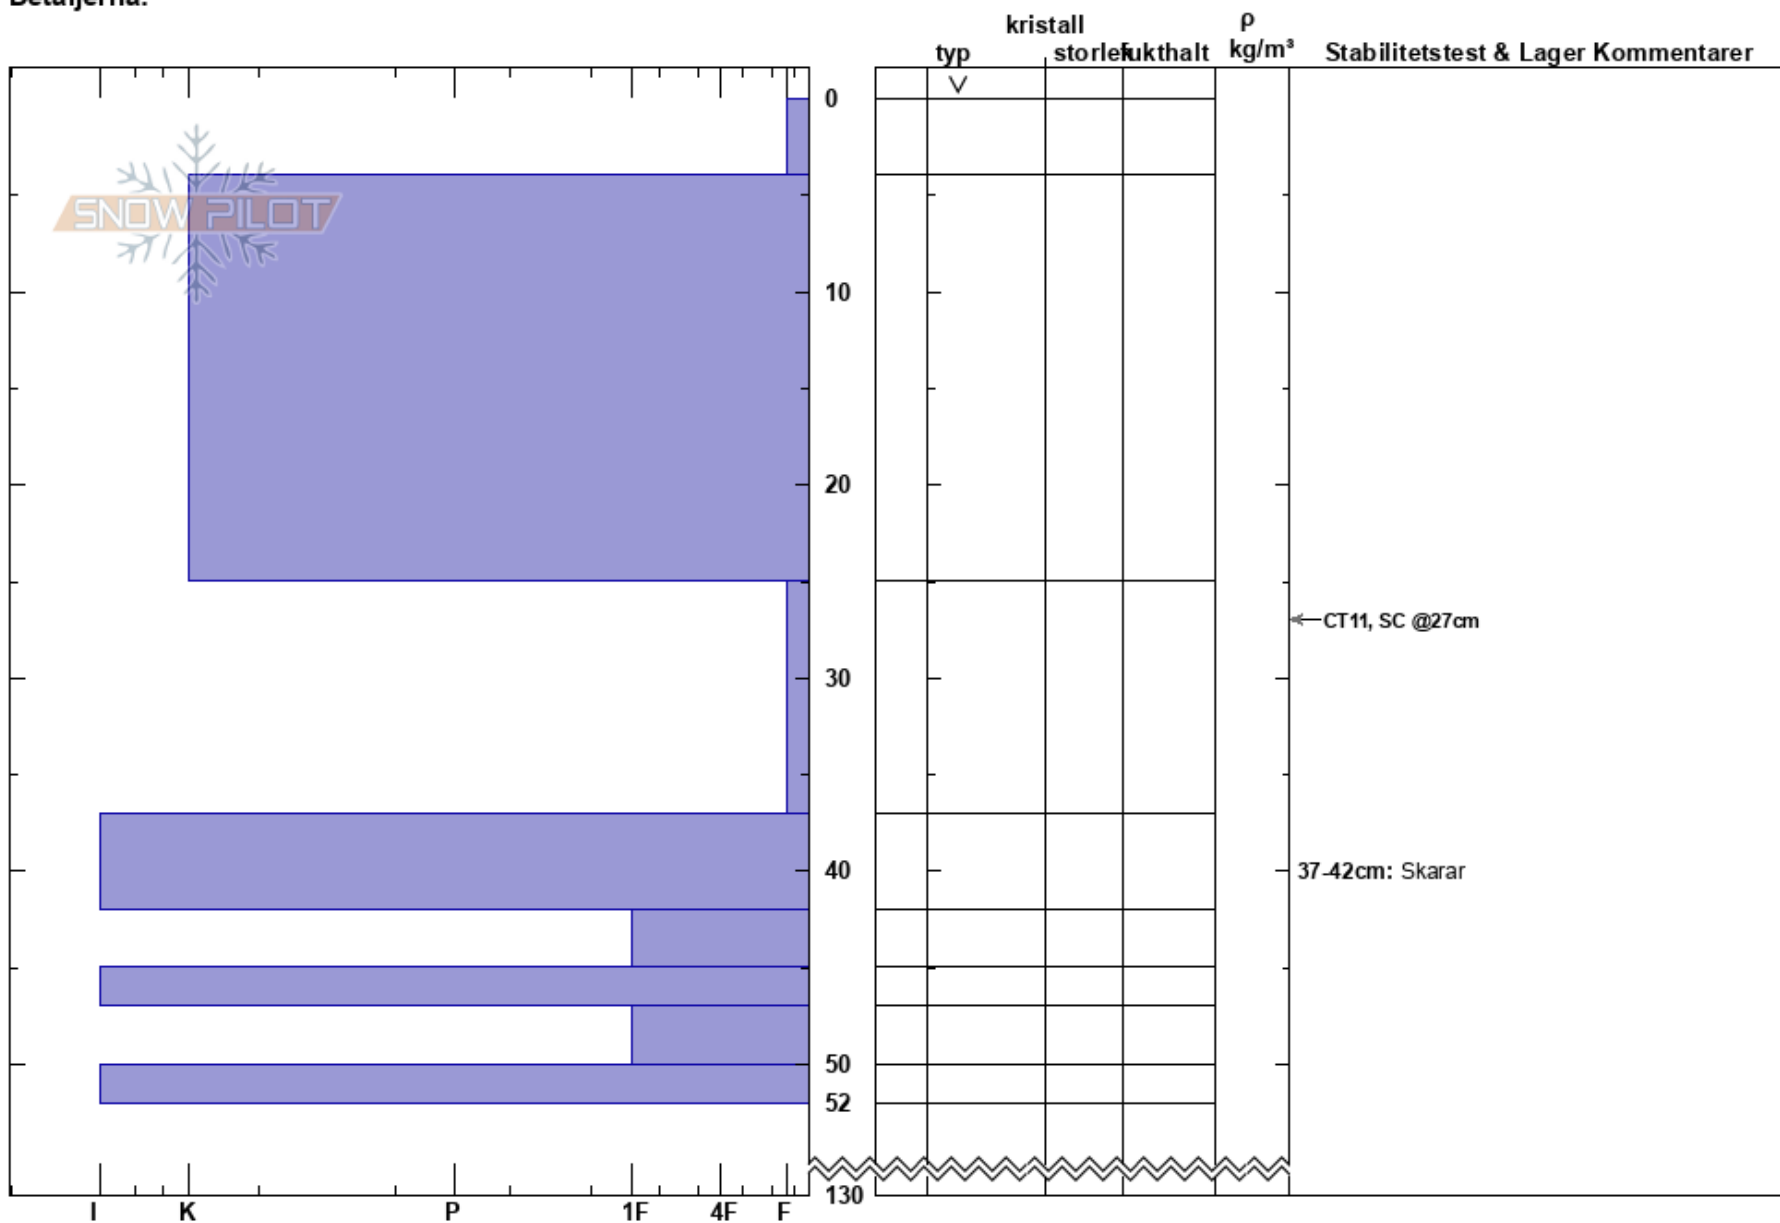 Detaljerna:
kristall
ρ
typ storlek fukthalt kg/m³ Stabilitetstest & Lager Kommentarer
0
SNOW PILOT
10
20
CT11, SC @27cm
30
40 37-42cm: Skarar
50
52
130
I K P 1F 4F F